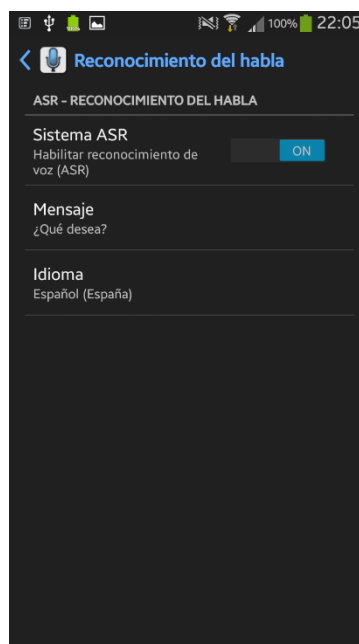 100% 22:05
Reconocimiento del habla
ASR – RECONOCIMIENTO DEL HABLA
Sistema ASR
Habilitar reconocimiento de
voz (ASR)
ON
Mensaje
¿Qué desea?
Idioma
Español (España)